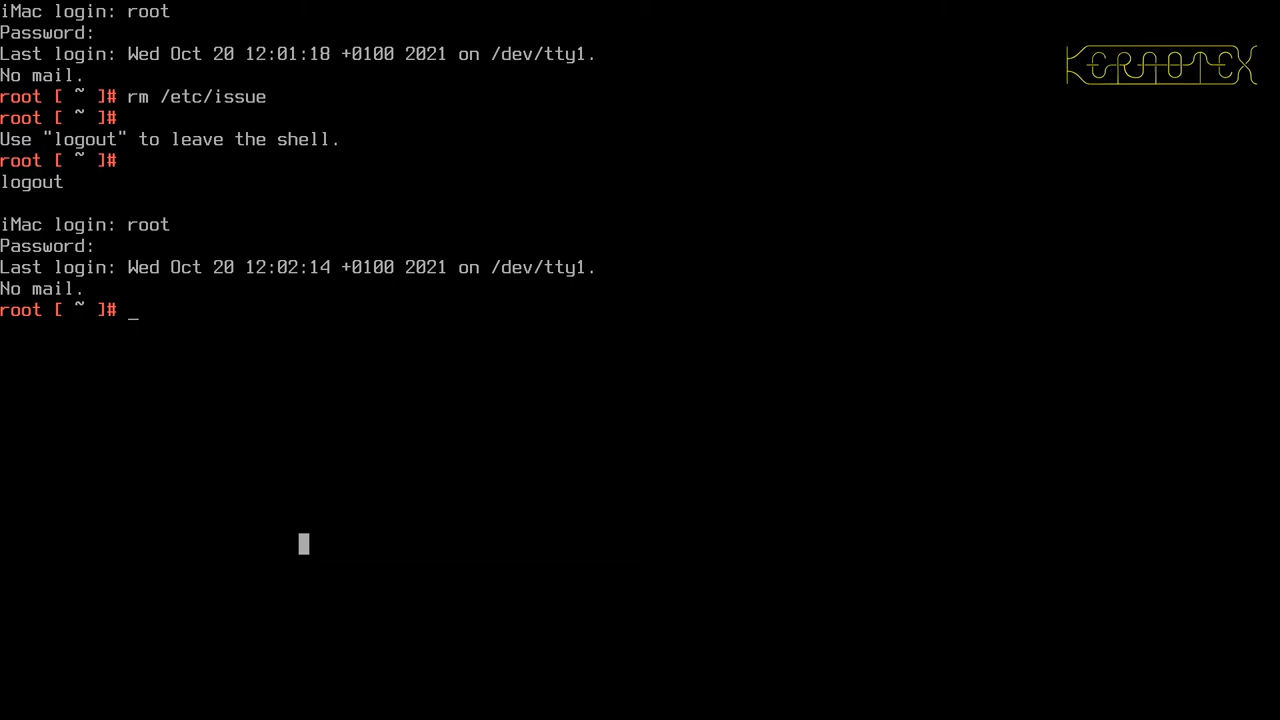 iMac login: root
Password:
Last login: Wed Oct 20 12:01:18 +0100 2021 on /dev/tty1.
No mail.
root [ ~ ]# rm /etc/issue
root [ ~ ]#
Use "logout" to leave the shell.
root [ ~ ]#
logout
iMac login: root
Password:
Last login: Wed Oct 20 12:02:14 +0100 2021 on /dev/tty1.
No mail.
root [ ~ ]# _